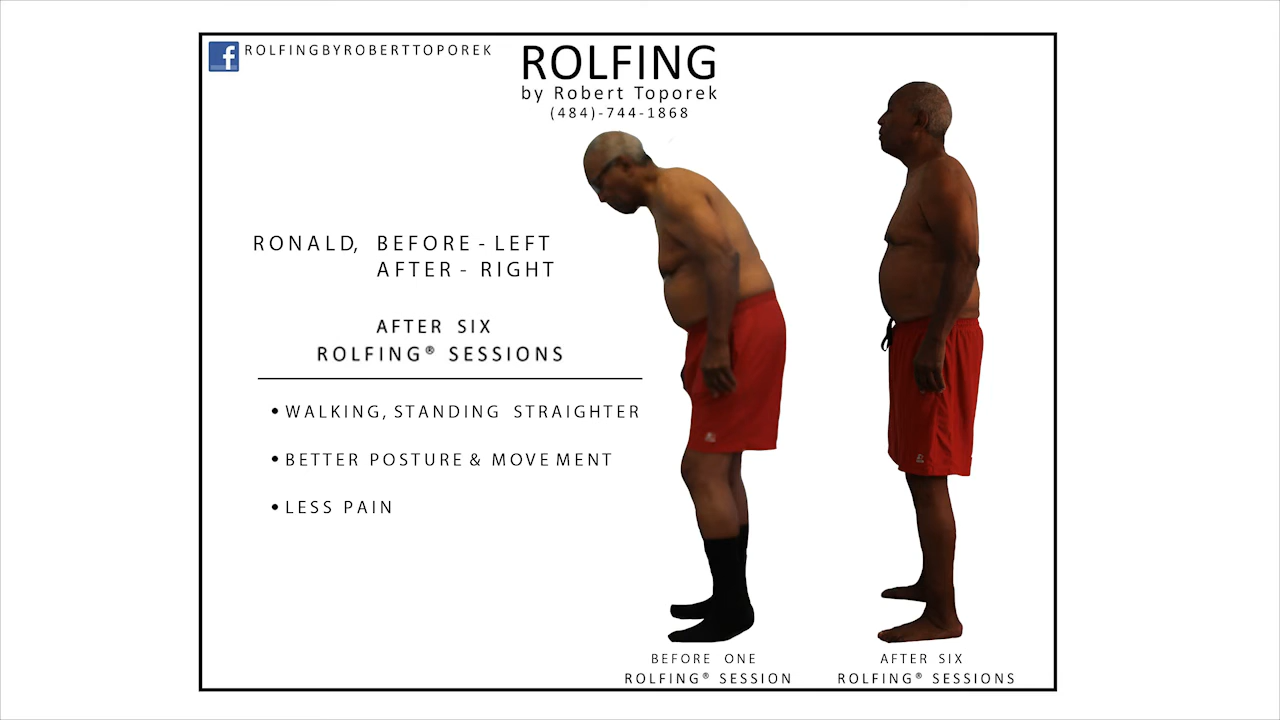 f ROLFINGBYROBERTTOPOREK
ROLFING
by Robert Toporek
(484)-744-1868
RONALD, BEFORE - LEFT
AFTER - RIGHT
AFTER SIX
ROLFING® SESSIONS
• WALKING, STANDING STRAIGHTER
• BETTER POSTURE & MOVEMENT
• LESS PAIN
BEFORE ONE
ROLFING® SESSION
AFTER SIX
ROLFING® SESSIONS